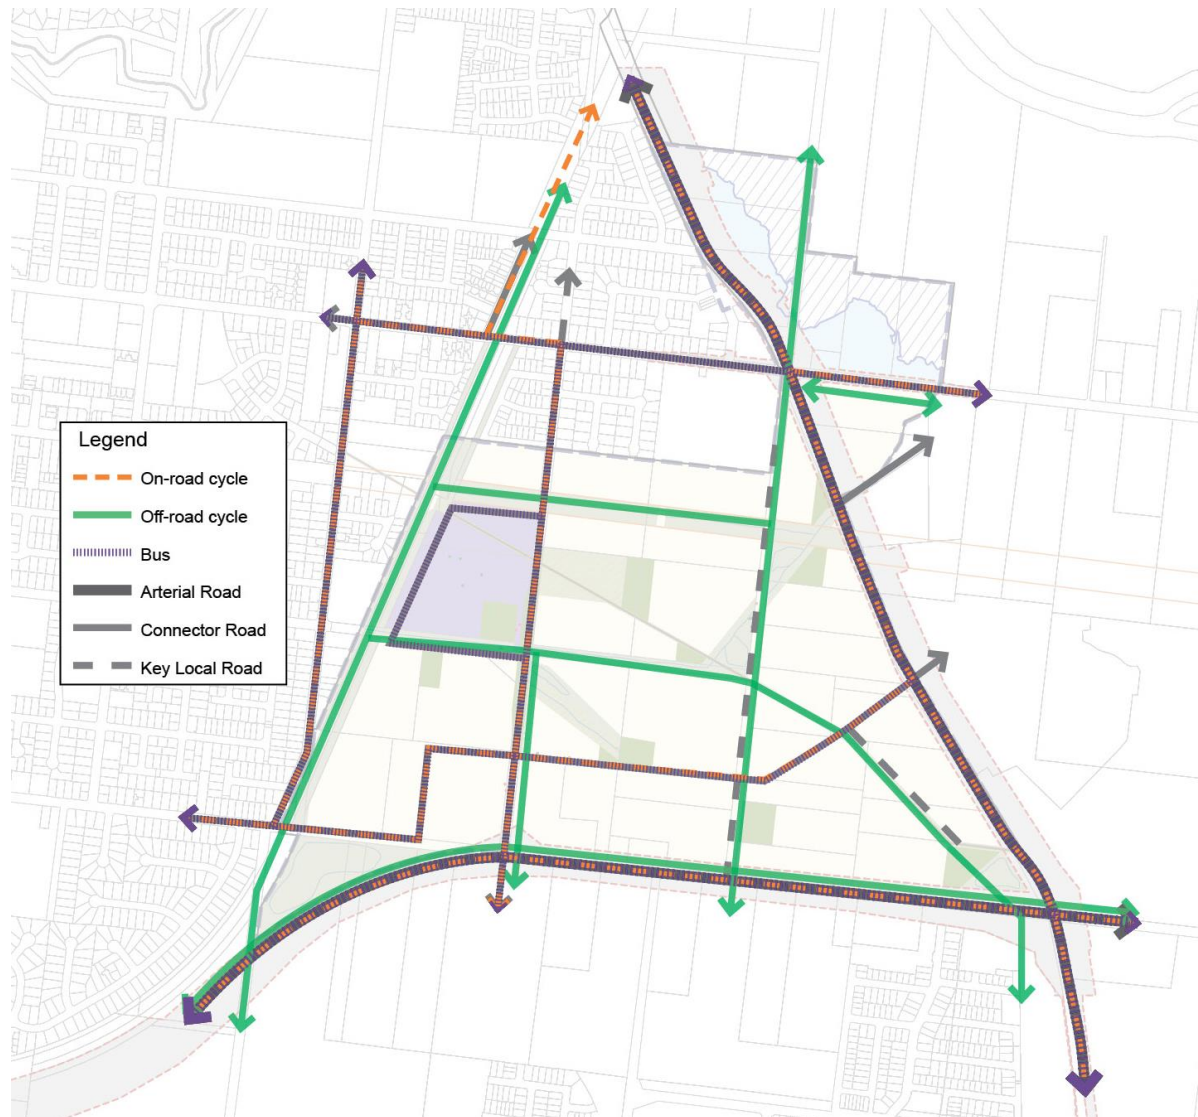 Legend
On-road cycle
Off-road cycle
Bus
Arterial Road
Connector Road
Key Local Road